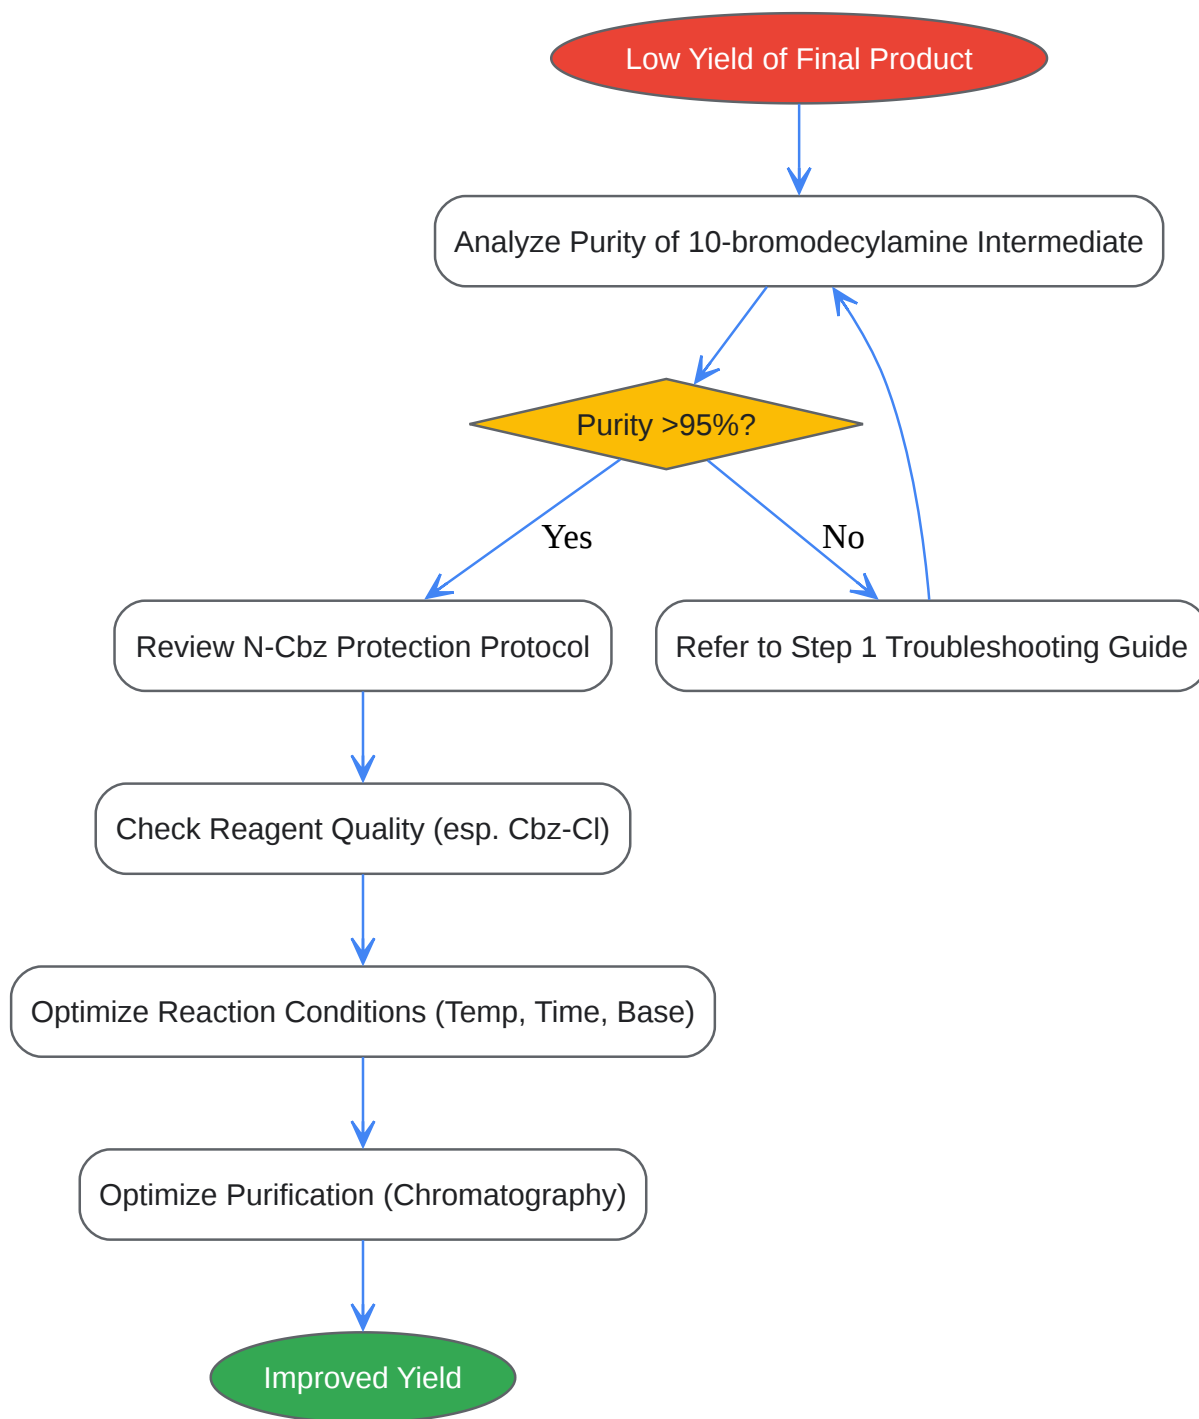 Low Yield of Final Product
Analyze Purity of 10-bromodecylamine Intermediate
Purity >95%?
Yes
No
Review N-Cbz Protection Protocol
Refer to Step 1 Troubleshooting Guide
Check Reagent Quality (esp. Cbz-Cl)
Optimize Reaction Conditions (Temp, Time, Base)
Optimize Purification (Chromatography)
Improved Yield